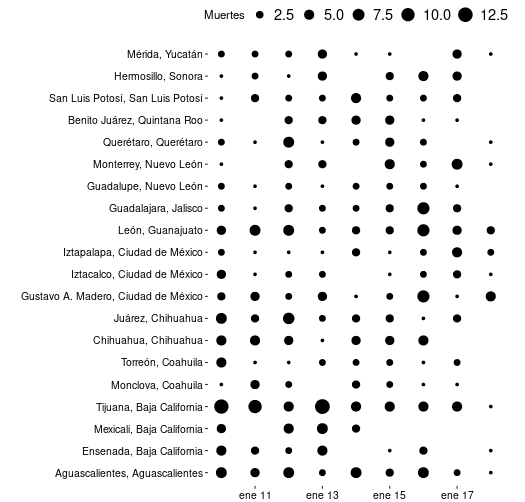 Muertes 2.5 5.0 7.5 10.0 12.5
Mérida, Yucatán
Hermosillo, Sonora
San Luis Potosí, San Luis Potosí
Benito Juárez, Quintana Roo
Querétaro, Querétaro
Monterrey, Nuevo León
Guadalupe, Nuevo León
Guadalajara, Jalisco
León, Guanajuato
Iztapalapa, Ciudad de México
Iztacalco, Ciudad de México
Gustavo A. Madero, Ciudad de México
Juárez, Chihuahua
Chihuahua, Chihuahua
Torreón, Coahuila
Monclova, Coahuila
Tijuana, Baja California
Mexicali, Baja California
Ensenada, Baja California
Aguascalientes, Aguascalientes
ene 11 ene 13 ene 15 ene 17